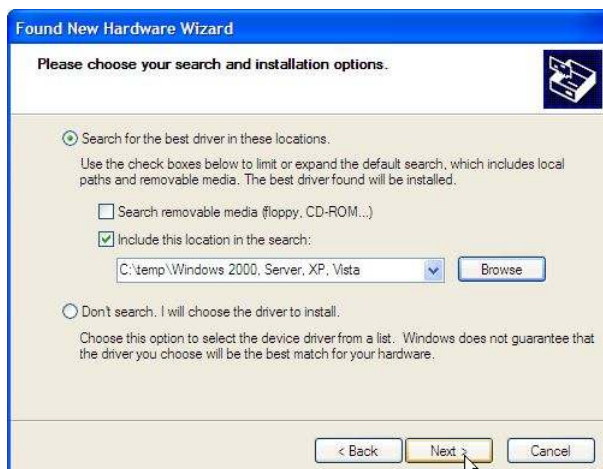 Found New Hardware Wizard
Please choose your search and installation options.
Search for the best driver in these locations.
Use the check boxes below to limit or expand the default search, which includes local
paths and removable media. The best driver found will be installed.
Search removable media (floppy, CD-ROM...)
Include this location in the search:
C:\temp\Windows 2000, Server, XP, Vista
Browse
Don't search. I will choose the driver to install.
Choose this option to select the device driver from a list. Windows does not guarantee that
the driver you choose will be the best match for your hardware.
< Back Next > Cancel